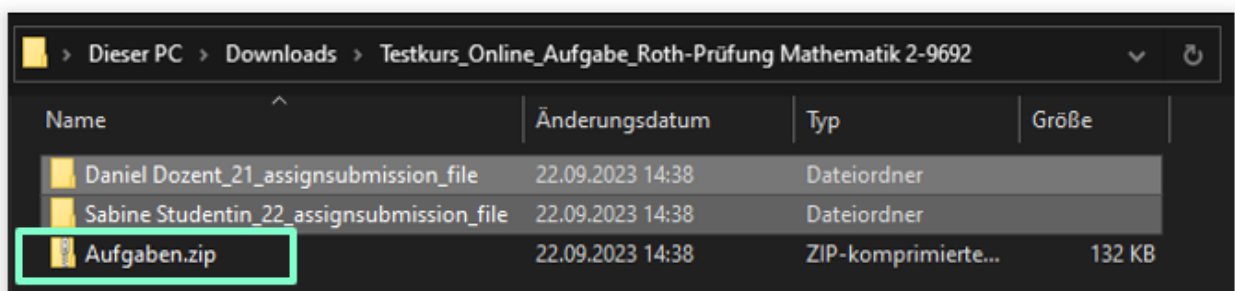 Dieser PC > Downloads > Testkurs_Online_Aufgabe_Roth-Prüfung Mathematik 2-9692
Name Änderungsdatum Typ Größe
Daniel Dozent_21_assignsubmission_file 22.09.2023 14:38 Dateiordner
Sabine Studentin_22_assignsubmission_file 22.09.2023 14:38 Dateiordner
Aufgaben.zip 22.09.2023 14:38 ZIP-komprimierte... 132 KB